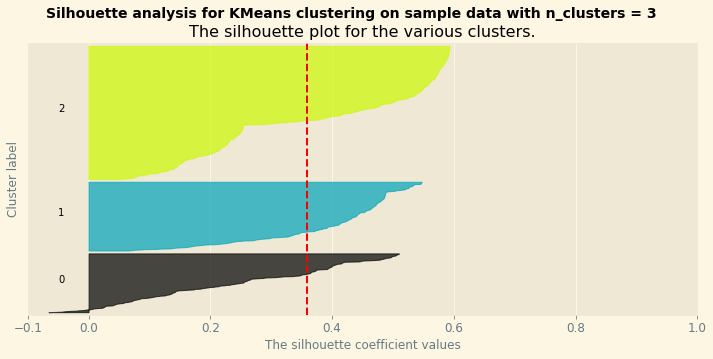 Silhouette analysis for KMeans clustering on sample data with n_clusters = 3
The silhouette plot for the various clusters.
Cluster label
2
1
0
−0.1 0.0 0.2 0.4 0.6 0.8 1.0
The silhouette coefficient values